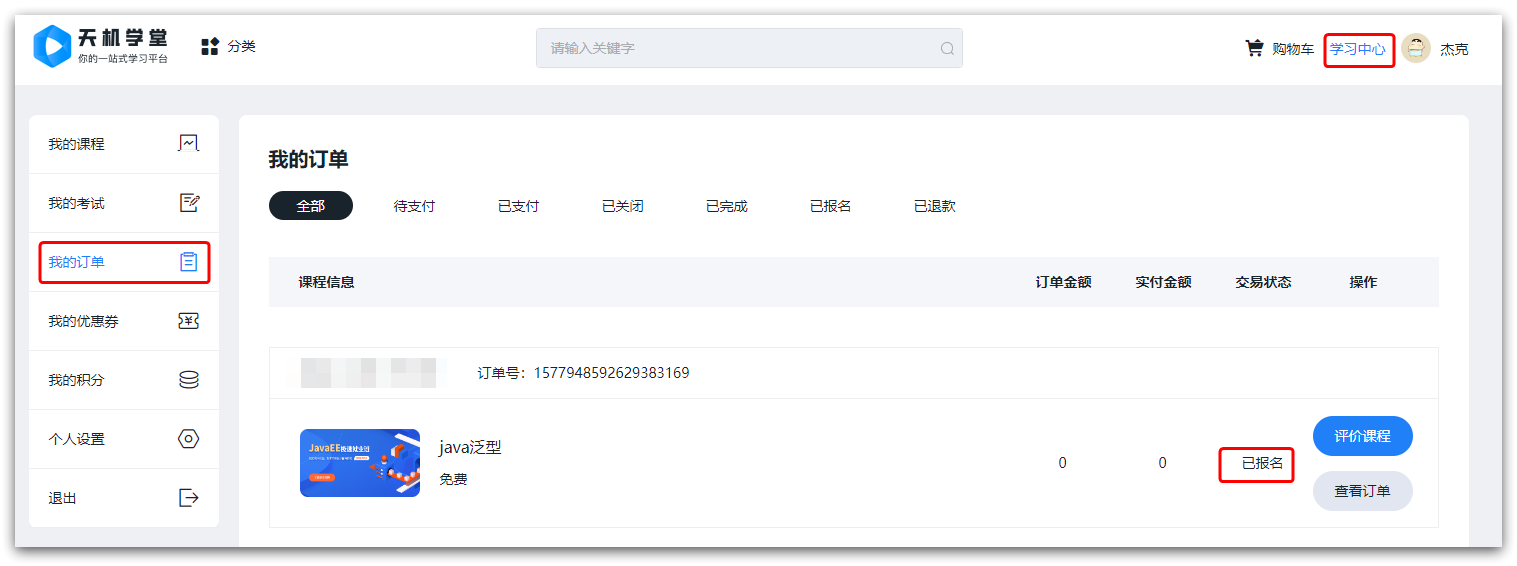 天机学堂
你的一站式学习平台
分类
请输入关键字
购物车 学习中心 杰克
我的课程
我的考试
我的订单
我的优惠券
我的积分
个人设置
退出
我的订单
全部 待支付 已支付 已关闭 已完成 已报名 已退款
课程信息 订单金额 实付金额 交易状态 操作
订单号：1577948592629383169
JavaEE
java泛型
免费
0 0 已报名
评价课程
查看订单